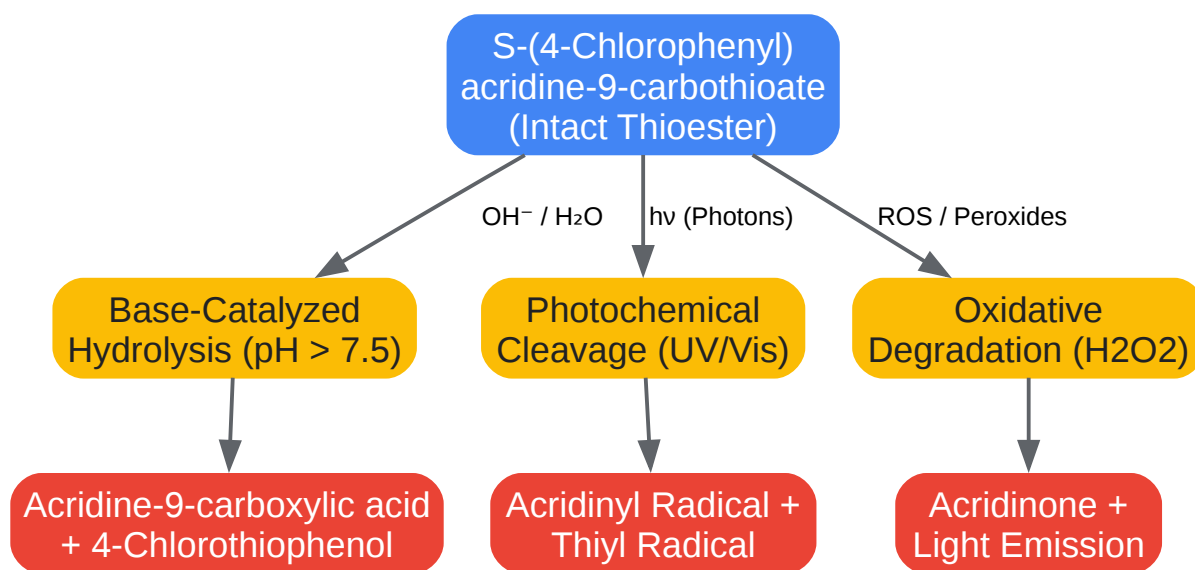 S-(4-Chlorophenyl)
acridine-9-carbothioate
(Intact Thioester)
OH⁻ / H₂O
hν (Photons)
ROS / Peroxides
Base-Catalyzed
Hydrolysis (pH > 7.5)
Photochemical
Cleavage (UV/Vis)
Oxidative
Degradation (H2O2)
Acridine-9-carboxylic acid
+ 4-Chlorothiophenol
Acridinyl Radical +
Thiyl Radical
Acridinone +
Light Emission